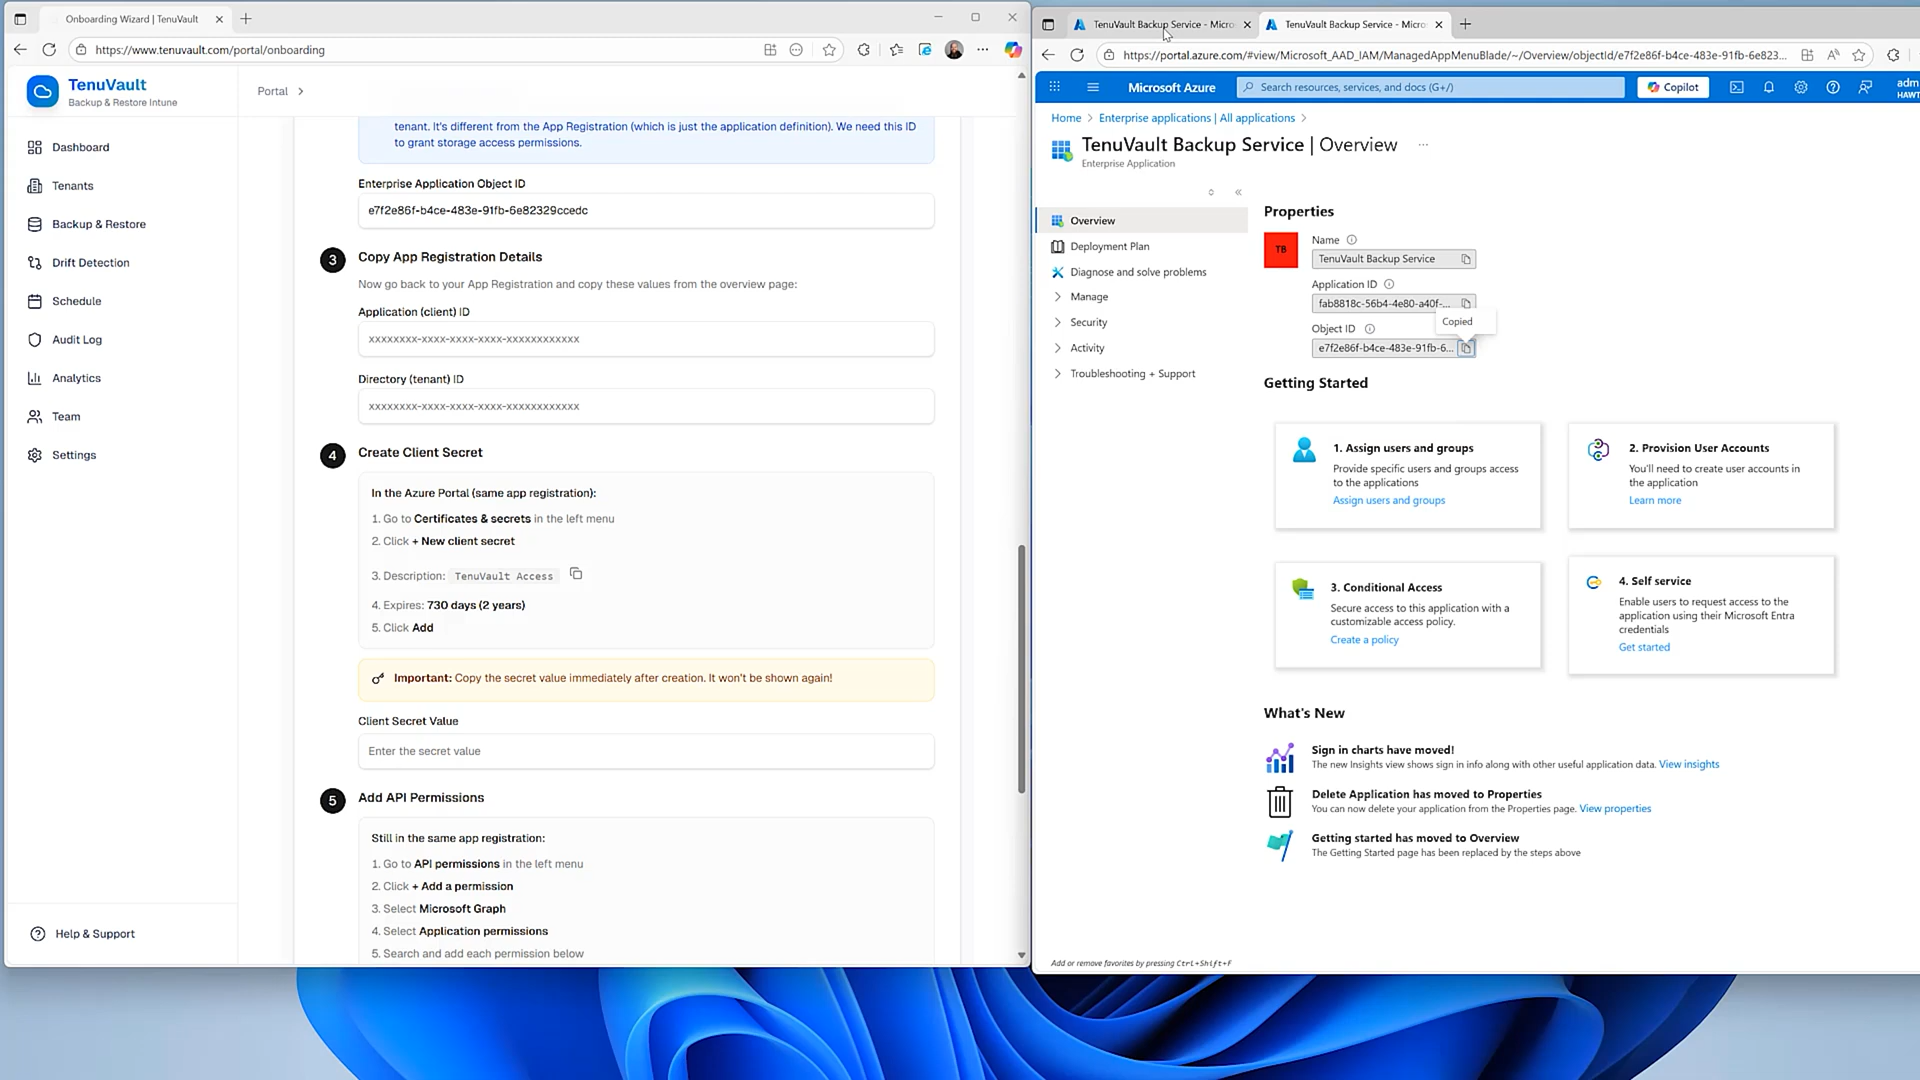 Onboarding Wizard | TenuVault
https://www.tenuvault.com/portal/onboarding
TenuVault
Backup & Restore Intune
Portal
Dashboard
Tenants
Backup & Restore
Drift Detection
Schedule
Audit Log
Analytics
Team
Settings
Help & Support
tenant. It's different from the App Registration (which is just the application definition). We need this ID
to grant storage access permissions.
Enterprise Application Object ID
e7f2e86f-b4ce-483e-91fb-6e82329ccedc
3
Copy App Registration Details
Now go back to your App Registration and copy these values from the overview page:
Application (client) ID
xxxxxxxx-xxxx-xxxx-xxxx-xxxxxxxxxxxx
Directory (tenant) ID
xxxxxxxx-xxxx-xxxx-xxxx-xxxxxxxxxxxx
4
Create Client Secret
In the Azure Portal (same app registration):
1. Go to Certificates & secrets in the left menu
2. Click + New client secret
3. Description: TenuVault Access
4. Expires: 730 days (2 years)
5. Click Add
Important: Copy the secret value immediately after creation. It won't be shown again!
Client Secret Value
Enter the secret value
5
Add API Permissions
Still in the same app registration:
1. Go to API permissions in the left menu
2. Click + Add a permission
3. Select Microsoft Graph
4. Select Application permissions
5. Search and add each permission below
TenuVault Backup Service - Micro
TenuVault Backup Service - Micro
https://portal.azure.com/#view/Microsoft_AAD_IAM/ManagedAppMenuBlade/~/Overview/objectId/e7f2e86f-b4ce-483e-91fb-6e823...
Microsoft Azure
Search resources, services, and docs (G+/)
Copilot
adm
HAWT
Home
Enterprise applications | All applications
TenuVault Backup Service | Overview
...
Enterprise Application
Overview
Deployment Plan
Diagnose and solve problems
Manage
Security
Activity
Troubleshooting + Support
Properties
TB
Name
TenuVault Backup Service
Application ID
fab8818c-56b4-4e80-a40f-...
Copied
Object ID
e7f2e86f-b4ce-483e-91fb-6...
Getting Started
1. Assign users and groups
Provide specific users and groups access
to the applications
Assign users and groups
2. Provision User Accounts
You'll need to create user accounts in
the application
Learn more
3. Conditional Access
Secure access to this application with a
customizable access policy.
Create a policy
4. Self service
Enable users to request access to the
application using their Microsoft Entra
credentials
Get started
What's New
Sign in charts have moved!
The new Insights view shows sign in info along with other useful application data. View insights
Delete Application has moved to Properties
You can now delete your application from the Properties page. View properties
Getting started has moved to Overview
The Getting Started page has been replaced by the steps above
Add or remove favorites by pressing Ctrl+Shift+F